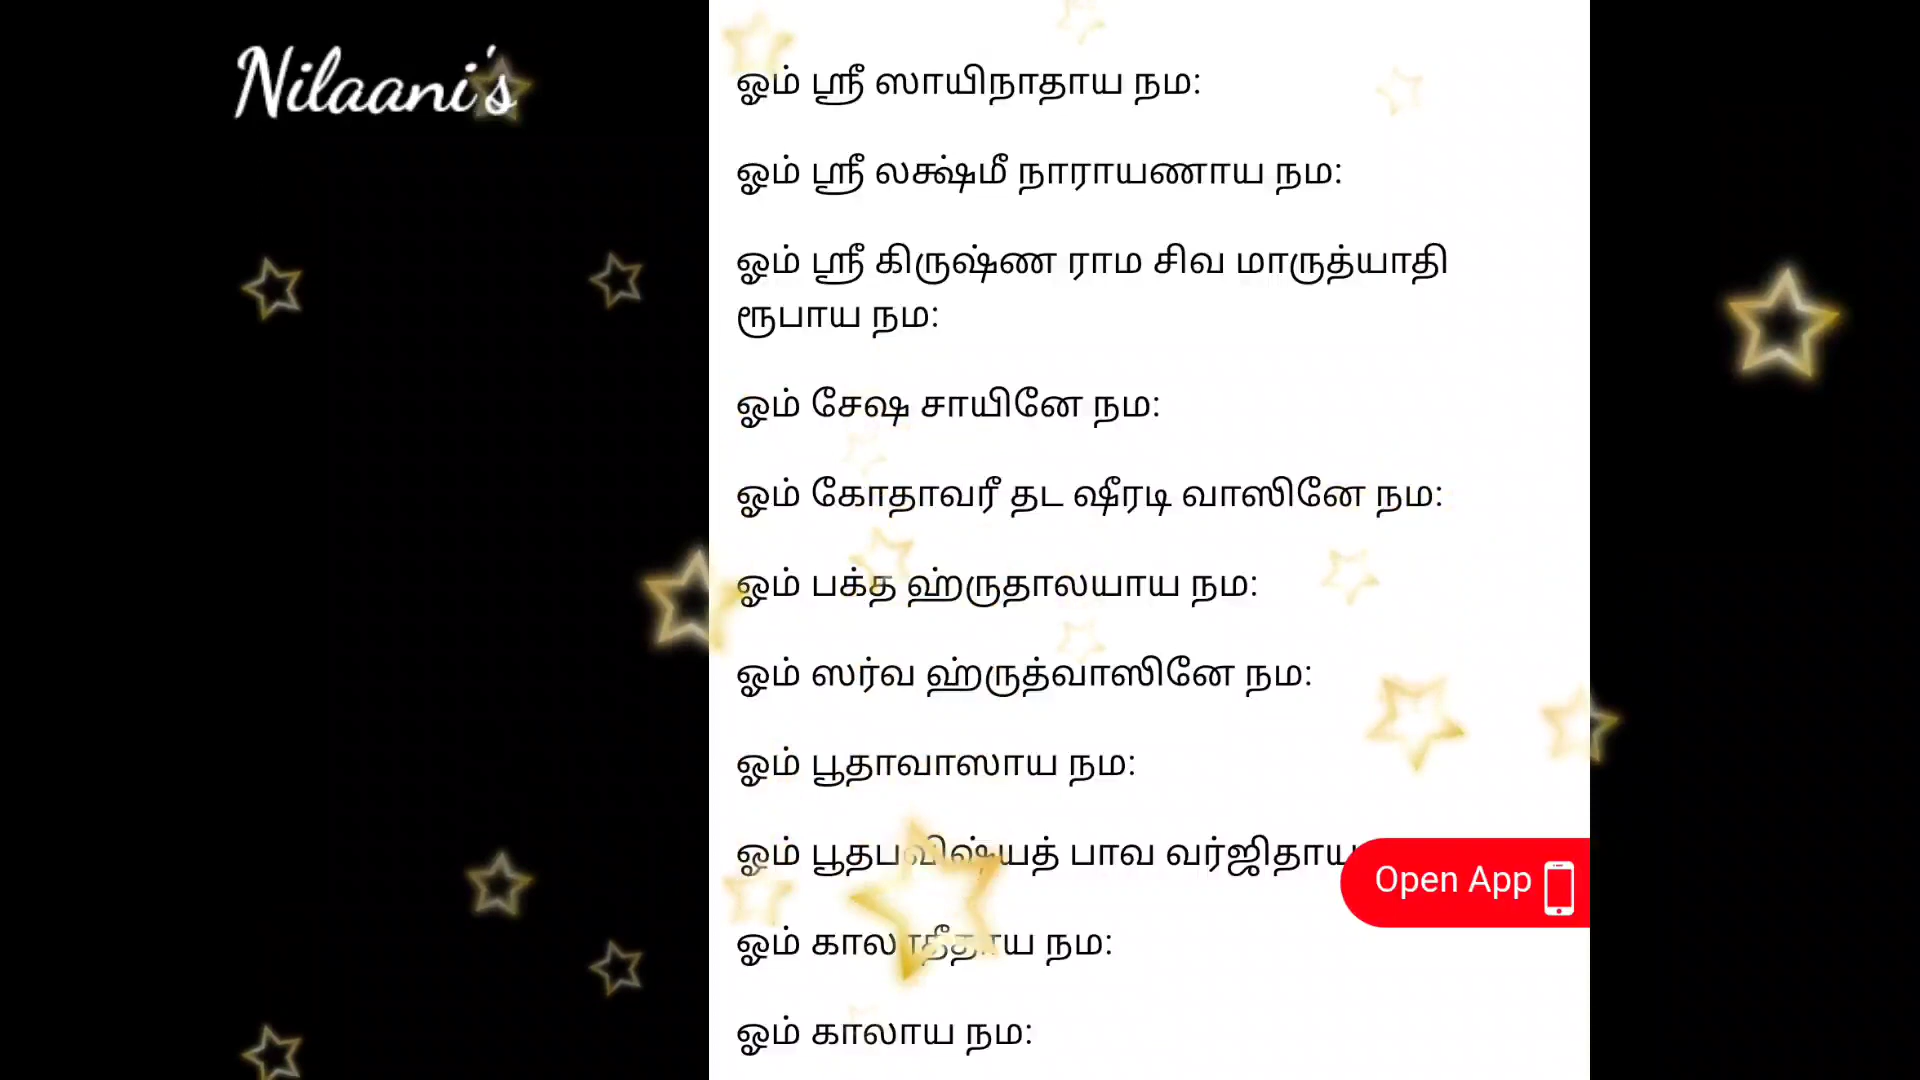 Nilaani's
ஓம் ஸ்ரீ ஸாயிநாதாய நம:
ஓம் ஸ்ரீ லக்ஷ்மீ நாராயணாய நம:
ஓம் ஸ்ரீ கிருஷ்ண ராம சிவ மாருத்யாதி
ரூபாய நம:
ஓம் சேஷ சாயினே நம:
ஓம் கோதாவரீ தட ஷீரடி வாஸினே நம:
ஓம் பக்த ஹ்ருதாலயாய நம:
ஓம் ஸர்வ ஹ்ருத்வாஸினே நம:
ஓம் பூதாவாஸாய நம:
ஓம் பூதபவிஷ்யத் பாவ வர்ஜிதாய
Open App
ஓம் காலாதீதாய நம:
ஓம் காலாய நம: